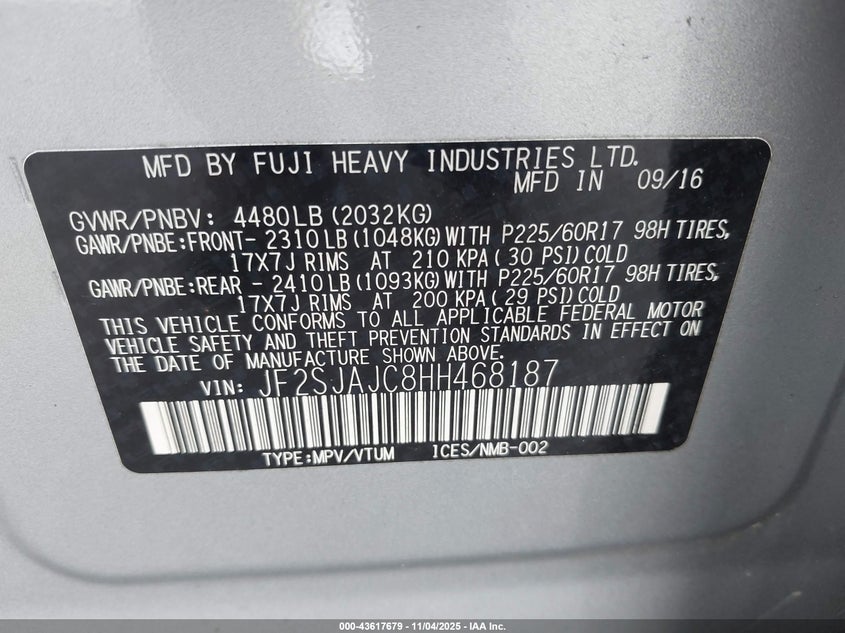 MFD BY FUJI HEAVY INDUSTRIES LTD.
MFD IN 09/16
GVWR/PNBV: 4480LB(2032KG)
GAWR/PNBE:FRONT- 2310LB(1048KG)WITH P225/60R17 98H TIRES,
17X7J RIMS AT 210 KPA( 30 PSI)COLD
GAWR/PNBE:REAR - 2410LB(1093KG)WITH P225/60R17 98H TIRES,
17X7J RIMS AT 200 KPA( 29 PSI)COLD
THIS VEHICLE CONFORMS TO ALL APPLICABLE FEDERAL MOTOR
VEHICLE SAFETY AND THEFT PREVENTION STANDARDS IN EFFECT ON
THE DATE OF MANUFACTURE SHOWN ABOVE.
VIN: JF2SJAJC8HH468187
TYPE:MPV/VTUM ICES/NMB-002
000-43617679 - 11/04/2025 - IAA Inc.